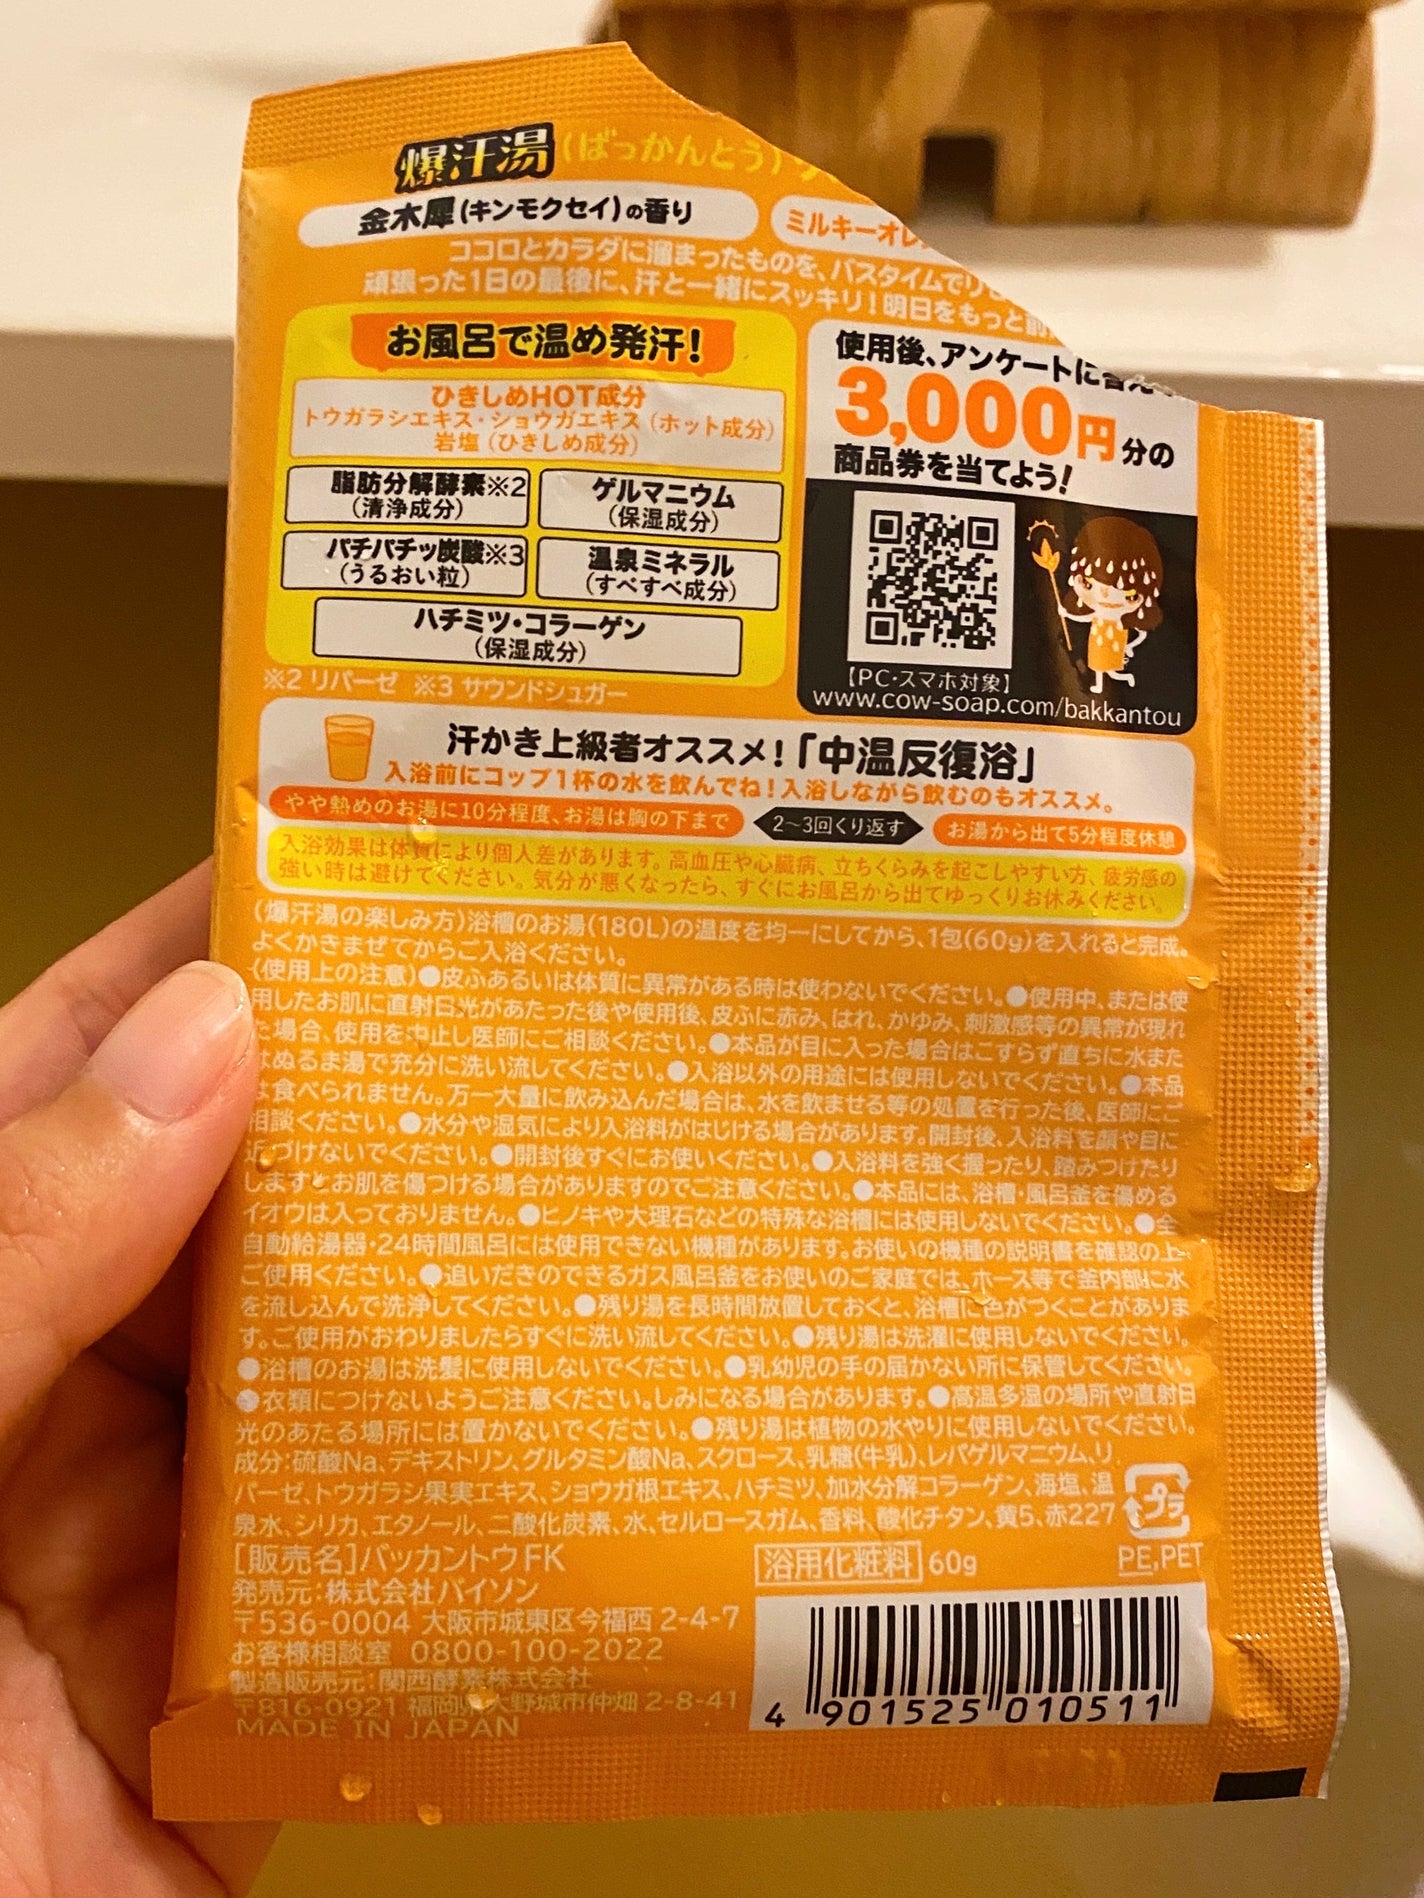 爆汗湯(ばっかんとう)
金木犀(キンモクセイ)の香り
ミルキーオレ
ココロとカラダに溜まったものを、バスタイムでリ
頑張った1日の最後に、汗と一緒にスッキリ!明日をもっと前
お風呂で温め発汗!
ひきしめHOT成分
トウガラシエキス・ショウガエキス(ホット成分)
岩塩(ひきしめ成分)
脂肪分解酵素※2
(清浄成分)
ゲルマニウム
(保湿成分)
パチパチッ炭酸※3
(うるおい粒)
温泉ミネラル
(すべすべ成分)
ハチミツ・コラーゲン
(保湿成分)
※2 リパーゼ ※3 サウンドシュガー
使用後、アンケートに答え
3,000円分の
商品券を当てよう!
【PC・スマホ対象】
www.cow-soap.com/bakkantou
汗かき上級者オススメ!「中温反復浴」
入浴前にコップ1杯の水を飲んでね!入浴しながら飲むのもオススメ。
やや熱めのお湯に10分程度、お湯は胸の下まで
2〜3回くり返す
お湯から出て5分程度休憩
入浴効果は体質により個人差があります。高血圧や心臓病、立ちくらみを起こしやすい方、疲労感の
強い時は避けてください。気分が悪くなったら、すぐにお風呂から出てゆっくりお休みください。
(爆汗湯の楽しみ方)浴槽のお湯(180L)の温度を均一にしてから、1包(60g)を入れると完成。
よくかきまぜてからご入浴ください。
(使用上の注意)●皮ふあるいは体質に異常がある時は使わないでください。●使用中、または使
用したお肌に直射日光があたった後や使用後、皮ふに赤み、はれ、かゆみ、刺激感等の異常が現れ
た場合、使用を中止し医師にご相談ください。●本品が目に入った場合はこすらず直ちに水また
はぬるま湯で充分に洗い流してください。●入浴以外の用途には使用しないでください。●本品
は食べられません。万一大量に飲み込んだ場合は、水を飲ませる等の処置を行った後、医師にご
相談ください。●水分や湿気により入浴料がはじける場合があります。開封後、入浴料を顔や目に
近づけないでください。●開封後すぐにお使いください。●入浴料を強く握ったり、踏みつけたり
しますとお肌を傷つける場合がありますのでご注意ください。●本品には、浴槽・風呂釜を傷める
イオウは入っておりません。●ヒノキや大理石などの特殊な浴槽には使用しないでください。●全
自動給湯器・24時間風呂には使用できない機種があります。お使いの機種の説明書を確認の上
ご使用ください。●追いだきのできるガス風呂釜をお使いのご家庭では、ホース等で釜内部に水
を流し込んで洗浄してください。●残り湯を長時間放置しておくと、浴槽に色がつくことがありま
す。ご使用がおわりましたらすぐに洗い流してください。●残り湯は洗濯に使用しないでください。
●浴槽のお湯は洗髪に使用しないでください。●乳幼児の手の届かない所に保管してください。
●衣類につけないようご注意ください。しみになる場合があります。●高温多湿の場所や直射日
光のあたる場所には置かないでください。●残り湯は植物の水やりに使用しないでください。
成分:硫酸Na、デキストリン、グルタミン酸Na、スクロース、乳糖(牛乳)、レパゲルマニウム、リ
パーゼ、トウガラシ果実エキス、ショウガ根エキス、ハチミツ、加水分解コラーゲン、海塩、温
泉水、シリカ、エタノール、二酸化炭素、水、セルロースガム、香料、酸化チタン、黄5、赤227
プラ
PE,PET
[販売名]バッカントウFK
浴用化粧料 60g
発売元:株式会社バイソン
〒536-0004 大阪市城東区今福西 2-4-7
お客様相談室 0800-100-2022
製造販売元:関西酵素株式会社
〒816-0921 福岡県大野城市仲畑 2-8-41
MADE IN JAPAN
4 901525 010511